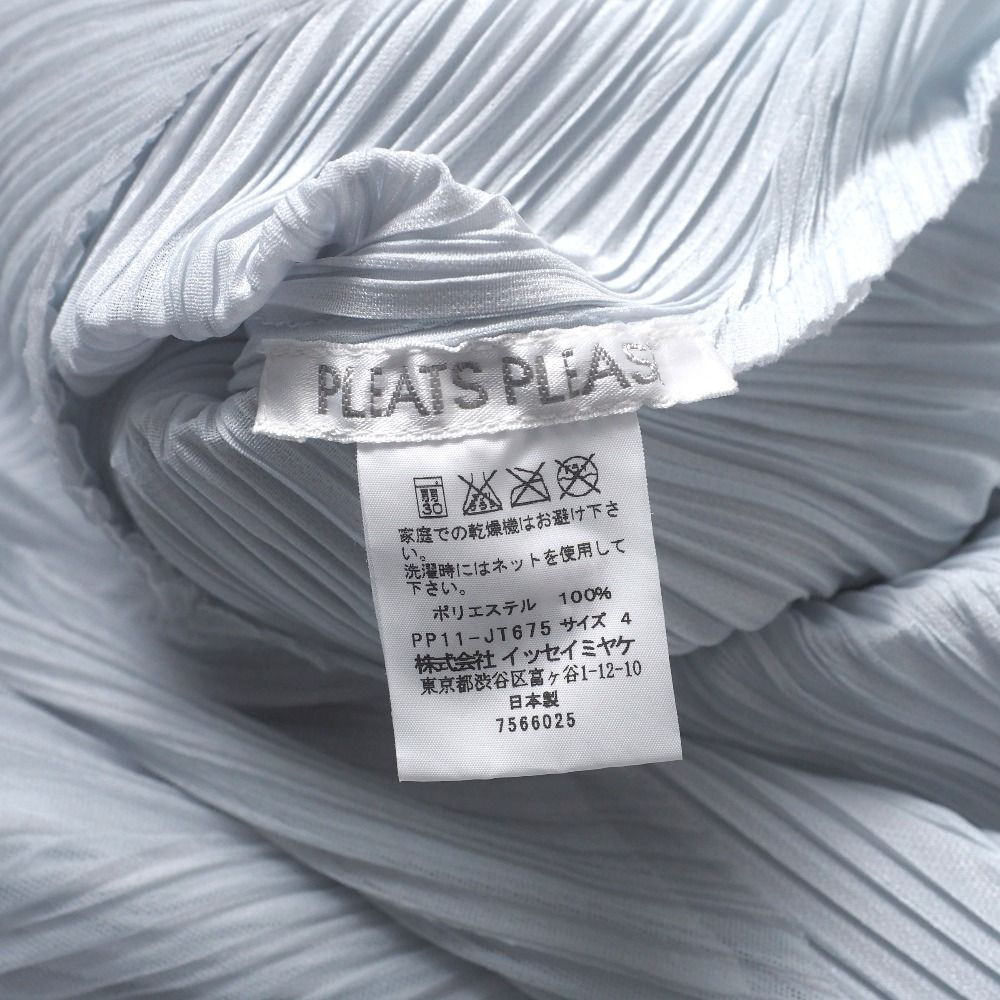 PLEATS PLEAS
弱
30
家庭での乾燥機はお避け下さ
い。
洗濯時にはネットを使用して
下さい。
ポリエステル 100%
PP11-JT675 サイズ 4
株式会社 イッセイミヤケ
東京都渋谷区富ヶ谷1-12-10
日本製
7566025